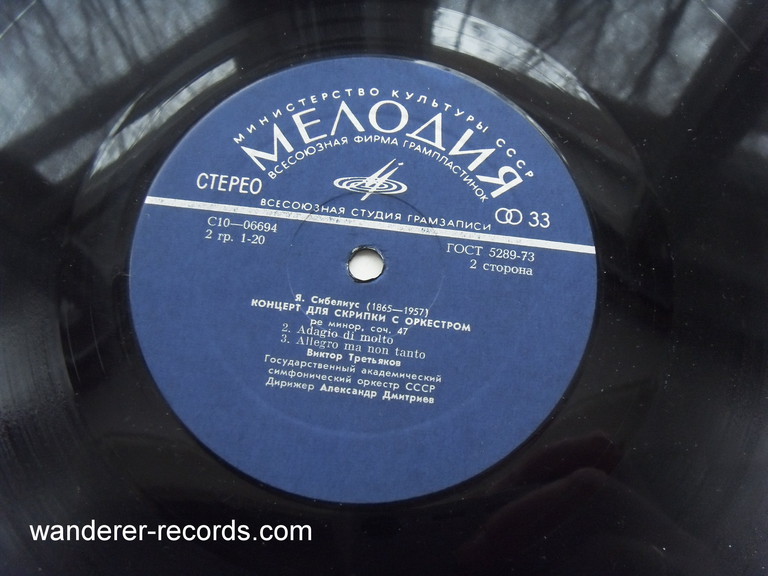 МИНИСТЕРСТВО КУЛЬТУРЫ СССР
МЕЛОДИЯ
ВСЕСОЮЗНАЯ ФИРМА ГРАМПЛАСТИНОК
СТЕРЕО
ВСЕСОЮЗНАЯ СТУДИЯ ГРАМЗАПИСИ
33
С10—06694
2 гр. 1-20
ГОСТ 5289-73
2 сторона
Я. Сибелиус (1865—1957)
КОНЦЕРТ ДЛЯ СКРИПКИ С ОРКЕСТРОМ
ре минор, соч. 47
2. Adagio di molto
3. Allegro ma non tanto
Виктор Третьяков
Государственный академический
симфонический оркестр СССР
Дирижер Александр Дмитриев
wanderer-records.com